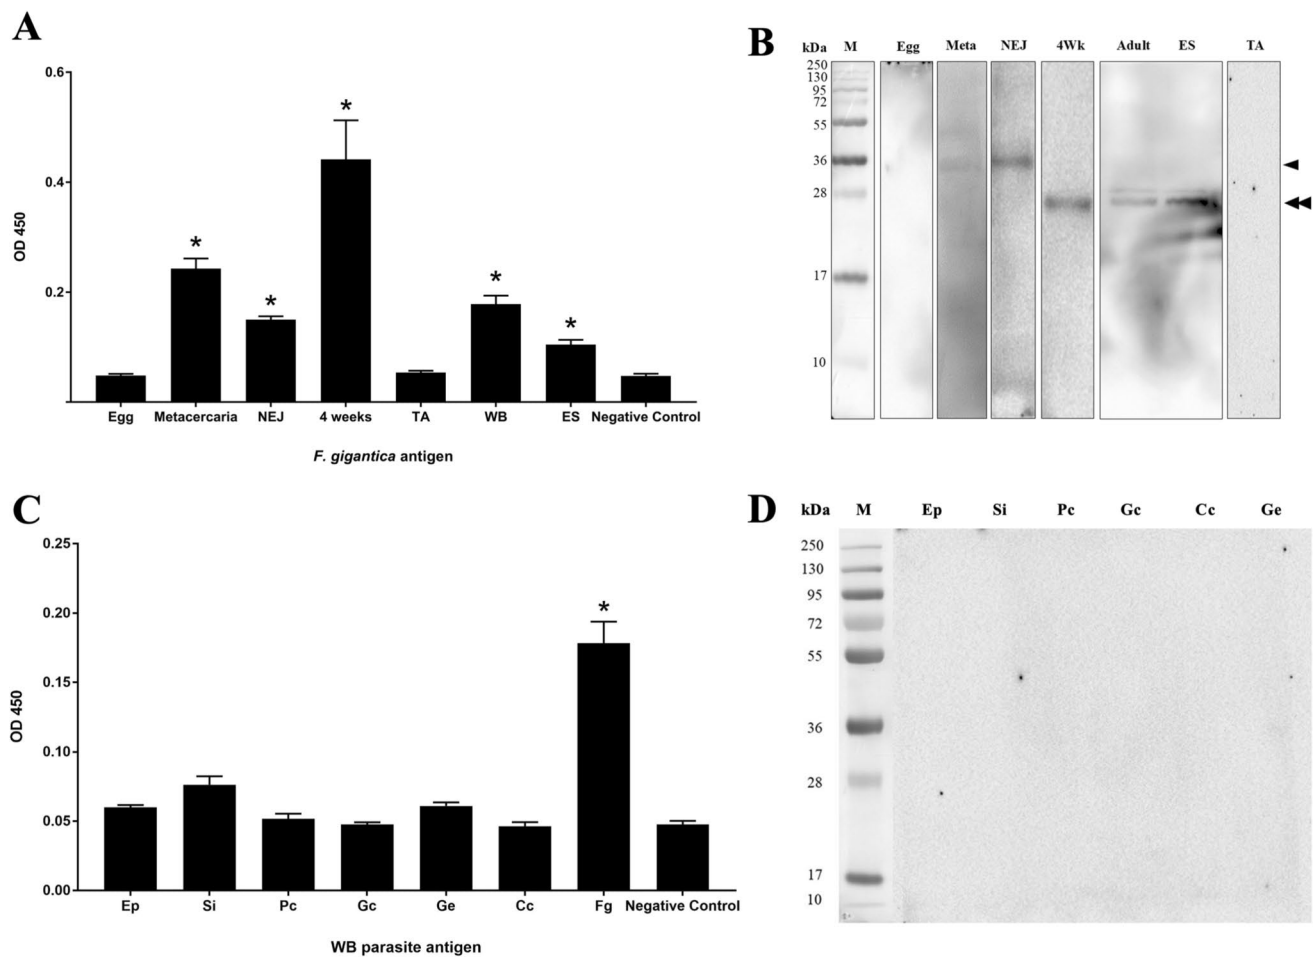 A
0.6
0.4
0.2
OD 450
* * * * *
Egg Metacercaria NEJ 4 weeks TA WB ES Negative Control
F. gigantica antigen
B
kDa M Egg Meta NEJ 4Wk Adult ES TA
250
130
95
72
55
36
28
17
10
C
0.25
0.20
0.15
0.10
0.05
0.00
OD 450
*
Ep Si Pc Gc Ge Cc Fg Negative Control
WB parasite antigen
D
kDa M Ep Si Pc Gc Cc Ge
250
130
95
72
55
36
28
17
10